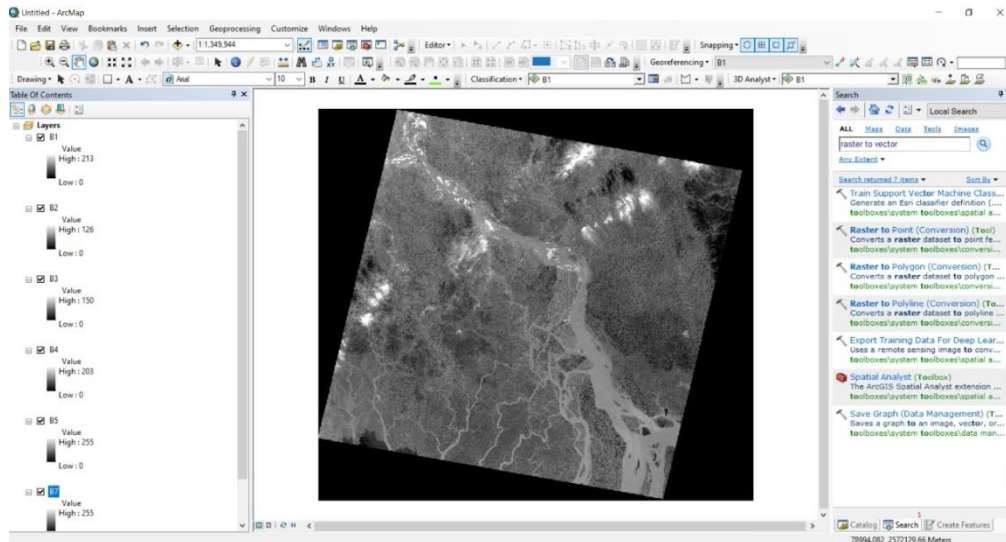 Untitled - ArcMap
File Edit View Bookmarks Insert Selection Geoprocessing Customize Windows Help
1:1,349,944 Editor Snapping
Georeferencing B1
Drawing A Arial 10 B I U A Classification B1 3D Analyst B1
Table Of Contents
Layers
B1
Value
High : 213
Low : 0
B2
Value
High : 126
Low : 0
B3
Value
High : 150
Low : 0
B4
Value
High : 203
Low : 0
B5
Value
High : 255
Low : 0
B7
Value
High : 255
Search
Local Search
ALL Maps Data Tools Images
raster to vector
Any Extent
Search returned 7 items Sort By
Train Support Vector Machine Class...
Generate an Esri classifier definition (....
toolboxes\system toolboxes\spatial a...
Raster to Point (Conversion) (Tool)
Converts a raster dataset to point fe...
toolboxes\system toolboxes\conversi...
Raster to Polygon (Conversion) (T...
Converts a raster dataset to polygon ...
toolboxes\system toolboxes\conversi...
Raster to Polyline (Conversion) (To...
Converts a raster dataset to polyline ...
toolboxes\system toolboxes\conversi...
Export Training Data For Deep Lear...
Uses a remote sensing image to conv...
toolboxes\system toolboxes\spatial a...
Spatial Analyst (Toolbox)
The ArcGIS Spatial Analyst extension ...
toolboxes\system toolboxes\spatial a...
Save Graph (Data Management) (T...
Saves a graph to an image, vector, or...
toolboxes\system toolboxes\data man...
1
Catalog Search Create Features
78994.082 2572129.66 Meters